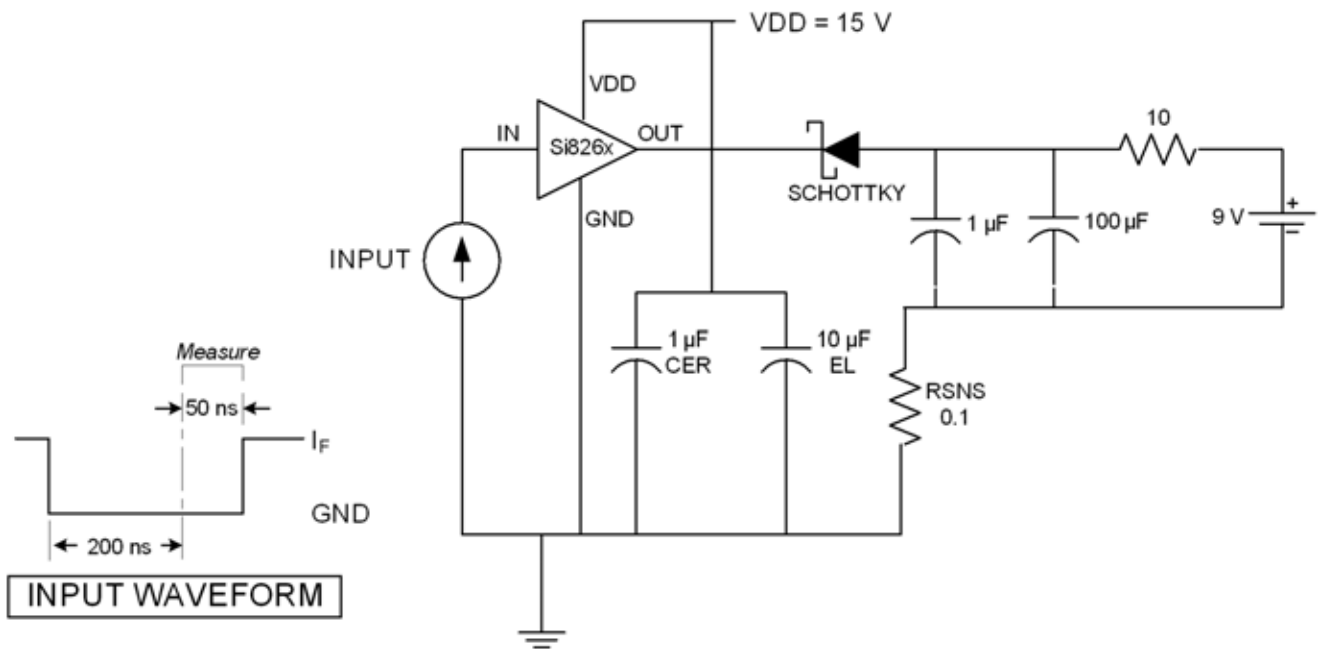 VDD = 15 V
VDD
IN
Si826x
OUT
GND
SCHOTTKY
10
1 µF
100 µF
9 V
+
−
INPUT
1 µF
CER
10 µF
EL
RSNS
0.1
Measure
50 ns
I_F
GND
200 ns
INPUT WAVEFORM